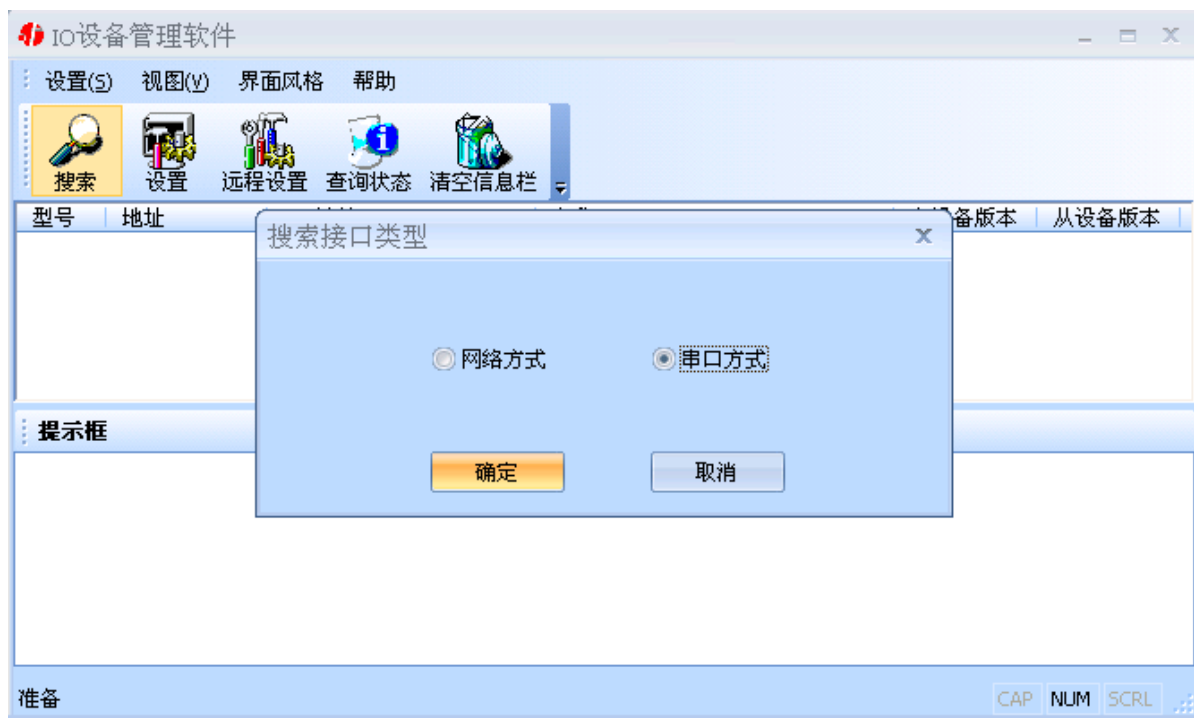 IO设备管理软件
设置(S) 视图(V) 界面风格 帮助
搜索 设置 远程设置 查询状态 清空信息栏
型号 地址 备版本 从设备版本
搜索接口类型
网络方式 串口方式
确定 取消
提示框
准备 CAP NUM SCRL